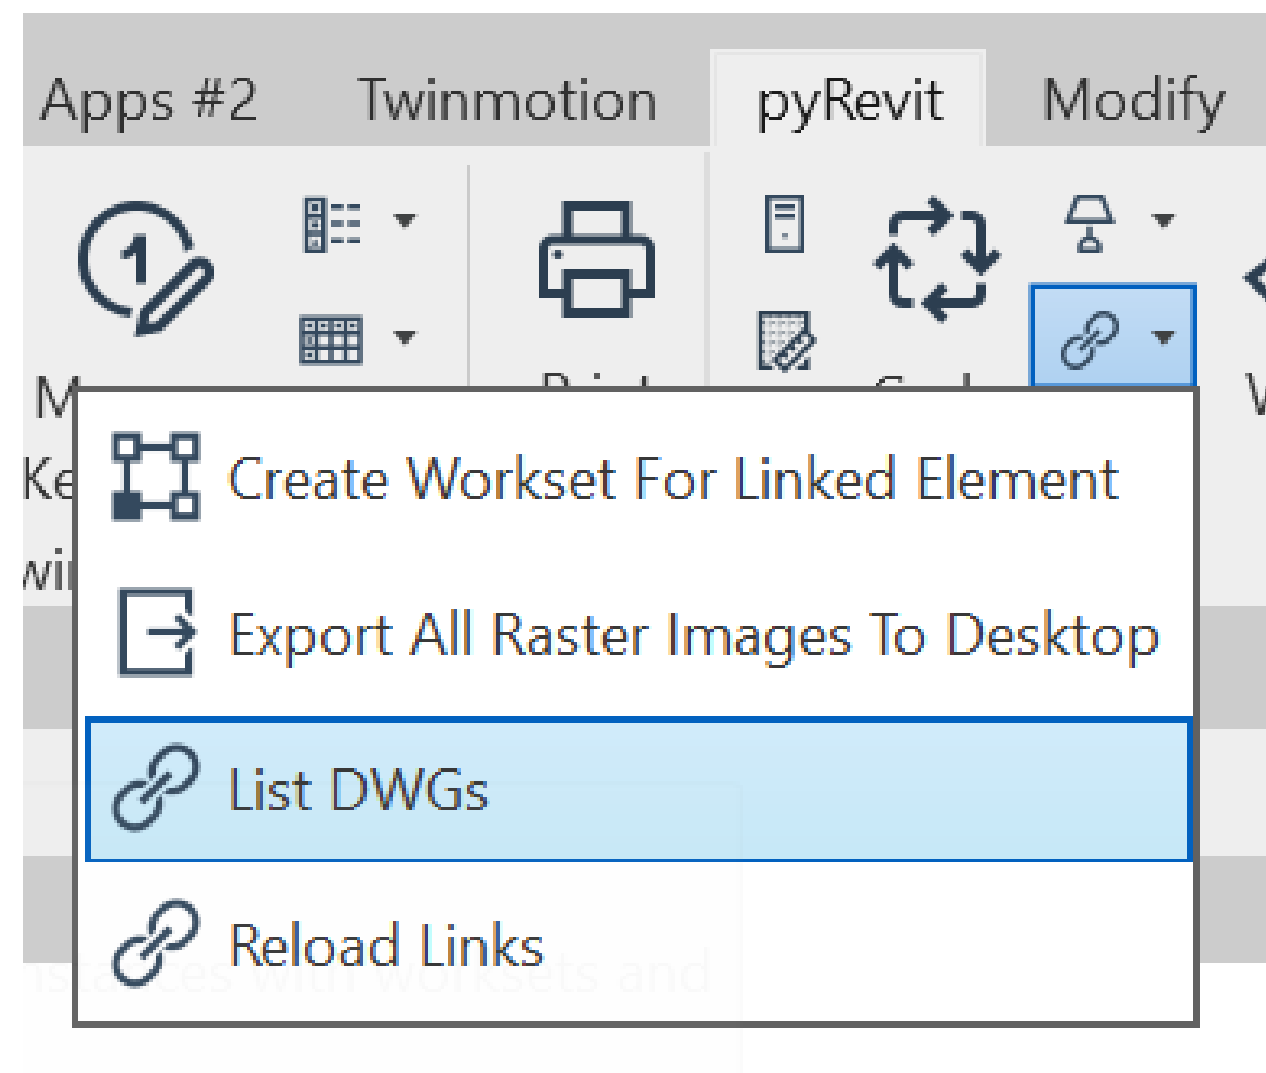 Apps #2 Twinmotion pyRevit Modify
1
Create Workset For Linked Element
Export All Raster Images To Desktop
List DWGs
Reload Links